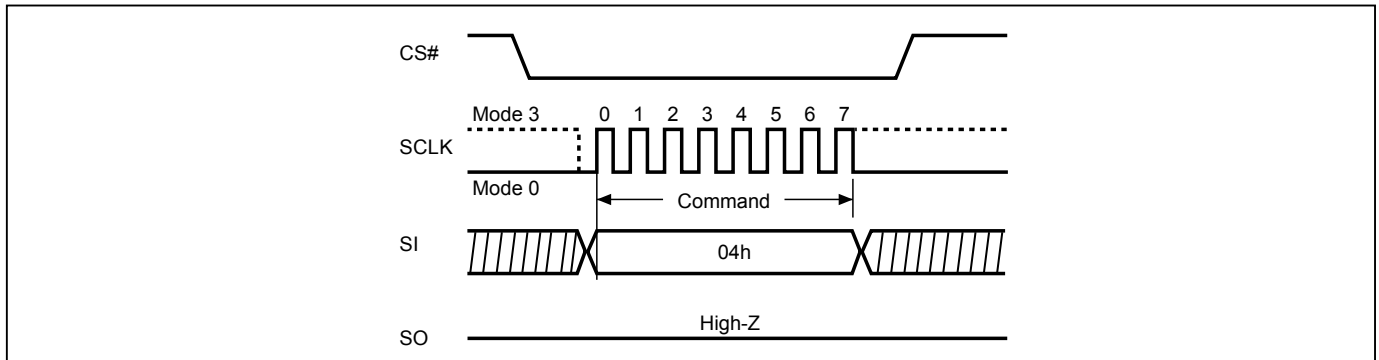 CS#
Mode 3
0 1 2 3 4 5 6 7
SCLK
Mode 0
Command
SI
04h
High-Z
SO